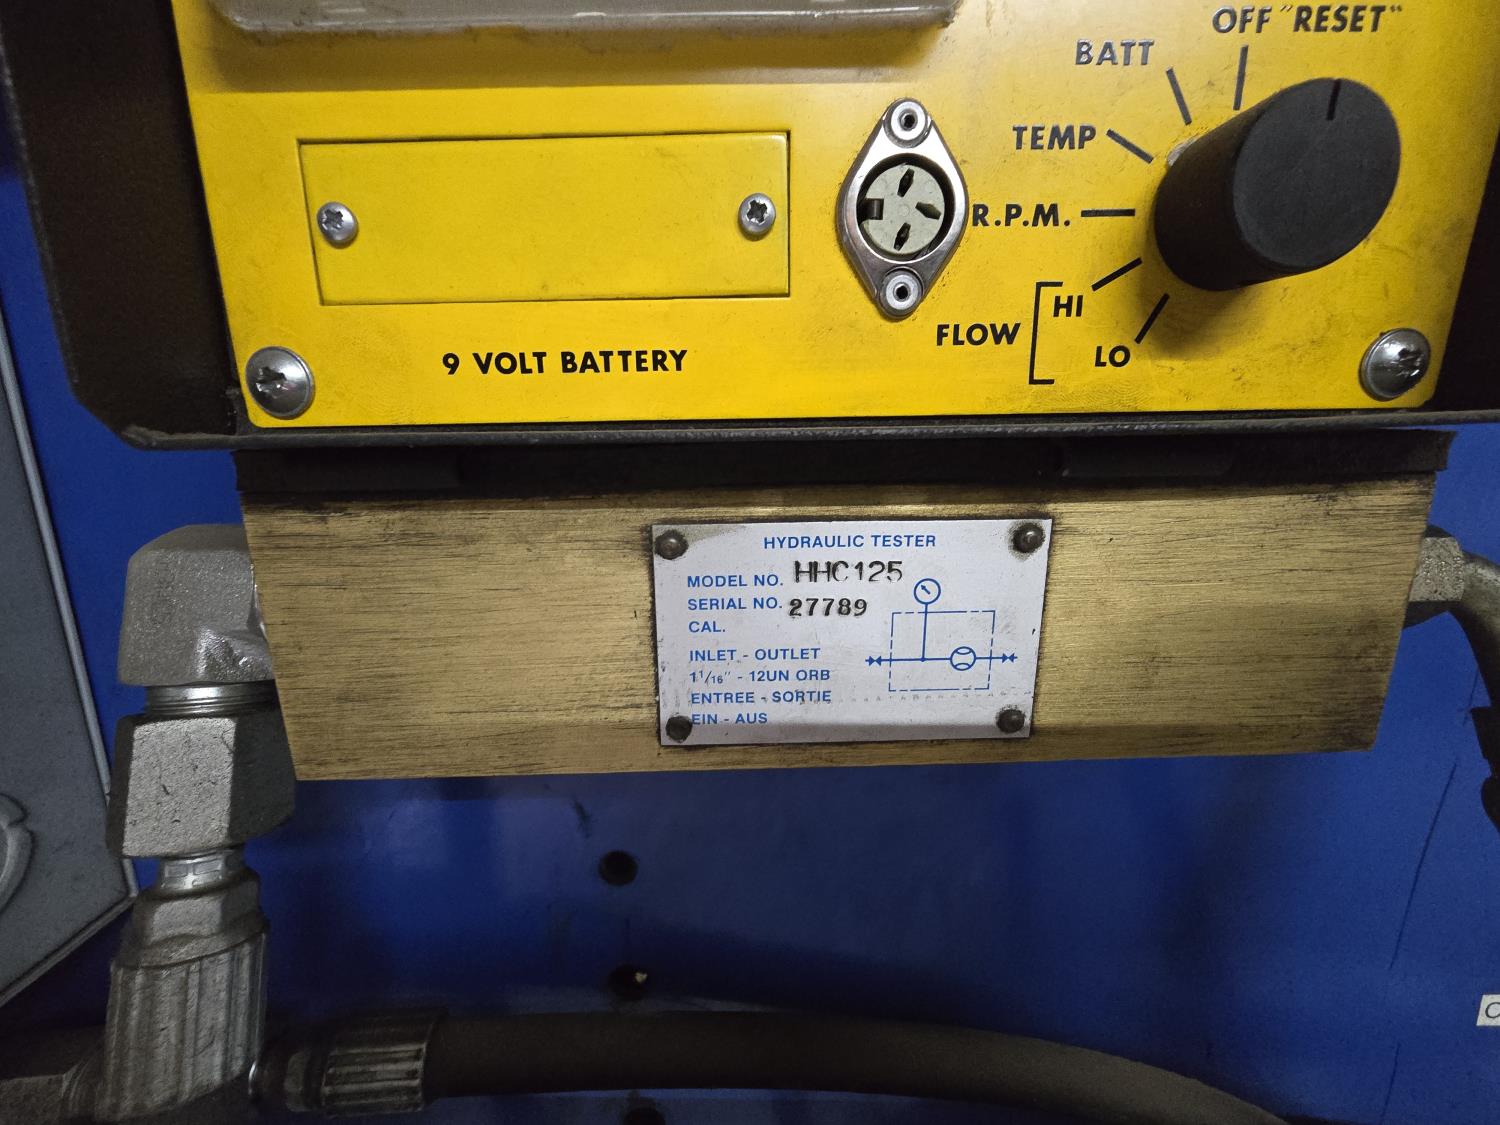 OFF "RESET"
BATT
TEMP
R.P.M.
HI
FLOW
LO
9 VOLT BATTERY
HYDRAULIC TESTER
MODEL NO. HHC125
SERIAL NO. 27789
CAL.
INLET - OUTLET
1 1/16" - 12UN ORB
ENTREE - SORTIE
EIN - AUS